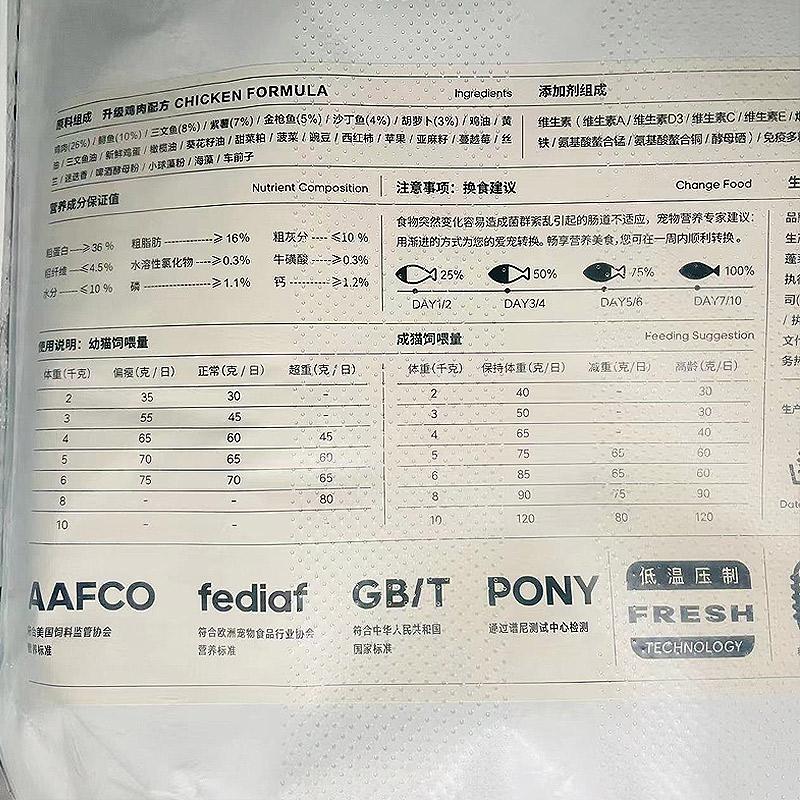 原料组成 升级鸡肉配方 CHICKEN FORMULA Ingredients
鸡肉(26%) / 鲱鱼(10%) / 三文鱼(8%) / 紫薯(7%) / 金枪鱼(5%) / 沙丁鱼(4%) / 胡萝卜(3%) / 鸡油 / 黄
油 / 三文鱼油 / 新鲜鸡蛋 / 橄榄油 / 葵花籽油 / 甜菜粕 / 菠菜 / 豌豆 / 西红柿 / 苹果 / 亚麻籽 / 蔓越莓 / 丝
兰 / 迷迭香 / 啤酒酵母粉 / 小球藻粉 / 海藻 / 车前子
添加剂组成
维生素 ( 维生素A / 维生素D3 / 维生素C / 维生素E /
铁 / 氨基酸螯合锰 / 氨基酸螯合铜 / 酵母硒 ) / 免疫多
营养成分保证值 Nutrient Composition
粗蛋白 ---≥36 % 粗脂肪 ---≥ 16% 粗灰分 ---≤10 %
粗纤维 ---≤4.5% 水溶性氯化物 ---≥0.3% 牛磺酸 ---≥0.3%
水分 ---≤10 % 磷 ---≥1.1% 钙 ---≥1.2%
注意事项：换食建议 Change Food
食物突然变化容易造成菌群紊乱引起的肠道不适应，宠物营养专家建议：
用渐进的方式为您的爱宠转换。畅享营养美食，您可在一周内顺利转换。
25% 50% 75% 100%
DAY1/2 DAY3/4 DAY5/6 DAY7/10
使用说明：幼猫饲喂量
体重(千克) 偏瘦(克 / 日) 正常(克 / 日) 超重(克 / 日)
2 35 30 -
3 55 45 -
4 65 60 45
5 70 65 60
6 75 70 65
8 - - 80
10 - - -
成猫饲喂量 Feeding Suggestion
体重(千克) 保持体重(克/日) 减重(克/日) 高龄(克/日)
2 40 - 30
3 50 - 30
4 65 - 40
5 75 65 60
6 85 65 60
8 90 75 90
10 120 80 120
AAFCO
符合美国饲料监管协会
营养标准
fediaf
符合欧洲宠物食品行业协会
营养标准
GB/T
符合中华人民共和国
国家标准
PONY
通过谱尼测试中心检测
低温压制
FRESH
TECHNOLOGY
生
品
生产
执
司(
/ 执
文件
务
生产
Date